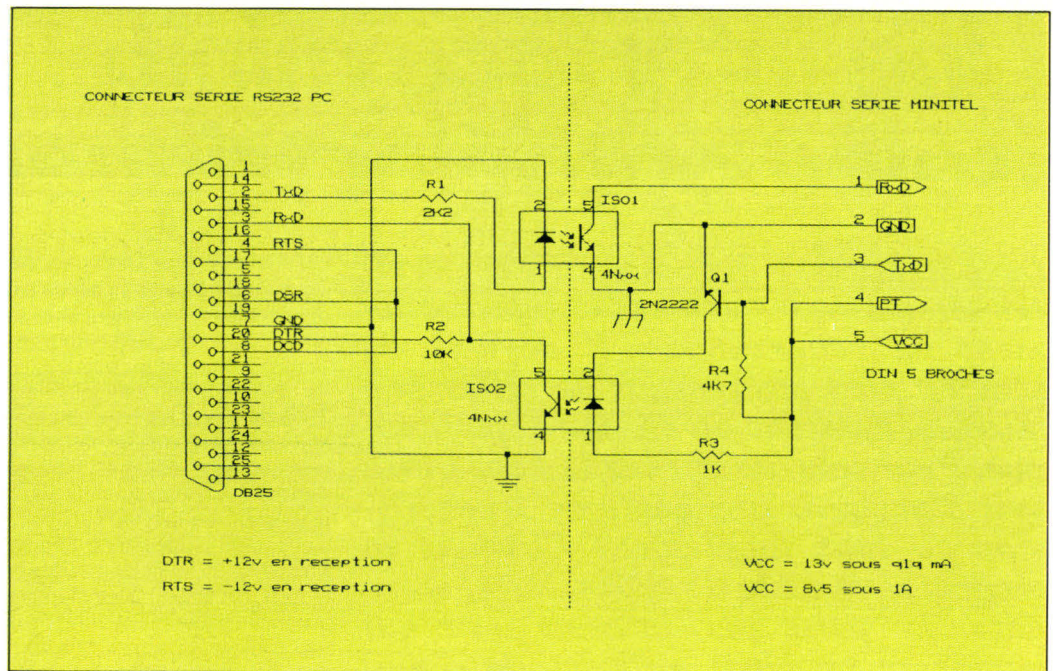 CONNECTEUR SERIE RS232 PC
CONNECTEUR SERIE MINITEL
1
14
2 TxD
15
3 RxD
16
4 RTS
17
5
18
6 DSR
19
7 GND
20 DTR
8 DCD
21
9
22
10
23
11
24
12
25
13
DB25
R1
2K2
R2
10K
2
1
5
4
ISO1
4Nxx
ISO2
4Nxx
5
4
2
1
Q1
2N2222
R4
4K7
R3
1K
1 RxD
2 GND
3 TxD
4 PT
5 VCC
DIN 5 BROCHES
DTR = +12v en reception
RTS = -12v en reception
VCC = 13v sous qlq mA
VCC = 8v5 sous 1A